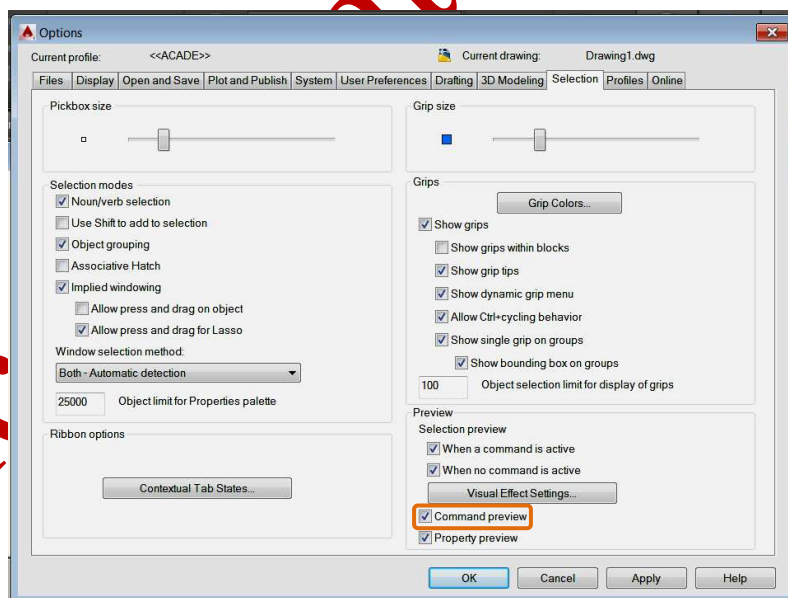 Options
Current profile: <<ACADE>> Current drawing: Drawing1.dwg
Files Display Open and Save Plot and Publish System User Preferences Drafting 3D Modeling Selection Profiles Online
Pickbox size
Grip size
Selection modes
Noun/verb selection
Use Shift to add to selection
Object grouping
Associative Hatch
Implied windowing
Allow press and drag on object
Allow press and drag for Lasso
Window selection method:
Both - Automatic detection
25000 Object limit for Properties palette
Ribbon options
Contextual Tab States...
Grips
Grip Colors...
Show grips
Show grips within blocks
Show grip tips
Show dynamic grip menu
Allow Ctrl+cycling behavior
Show single grip on groups
Show bounding box on groups
100 Object selection limit for display of grips
Preview
Selection preview
When a command is active
When no command is active
Visual Effect Settings...
Command preview
Property preview
OK Cancel Apply Help